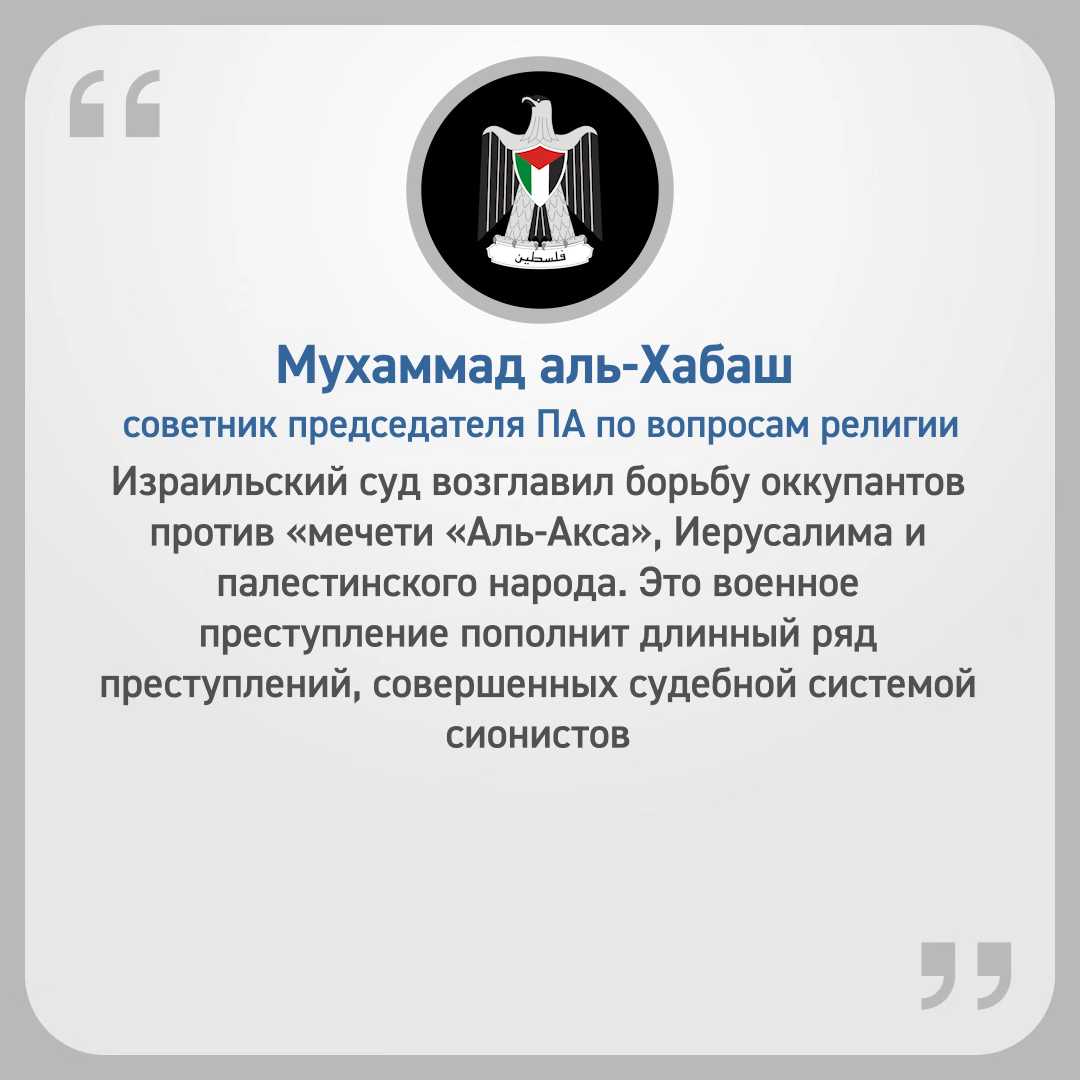 فلسطين
Мухаммад аль-Хабаш
советник председателя ПА по вопросам религии
Израильский суд возглавил борьбу оккупантов
против «мечети «Аль-Акса», Иерусалима и
палестинского народа. Это военное
преступление пополнит длинный ряд
преступлений, совершенных судебной системой
сионистов